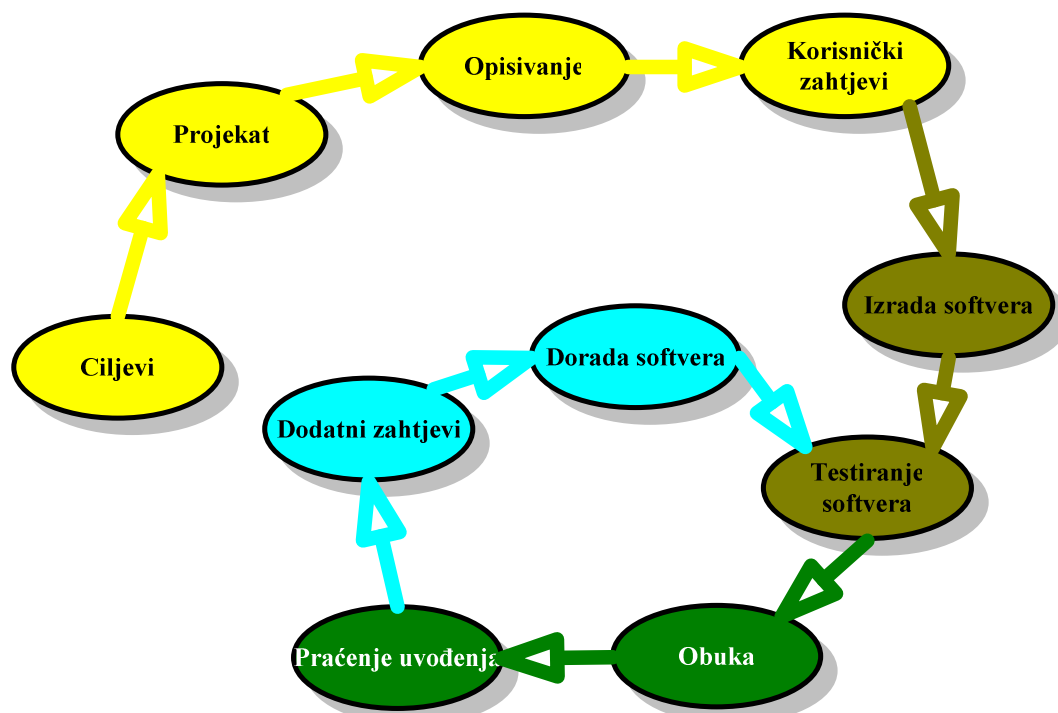 Korisnički
zahtjevi
Opisivanje
Projekat
Izrada softvera
Dorada softvera
Ciljevi
Dodatni zahtjevi
Testiranje
softvera
Praćenje uvođenja
Obuka